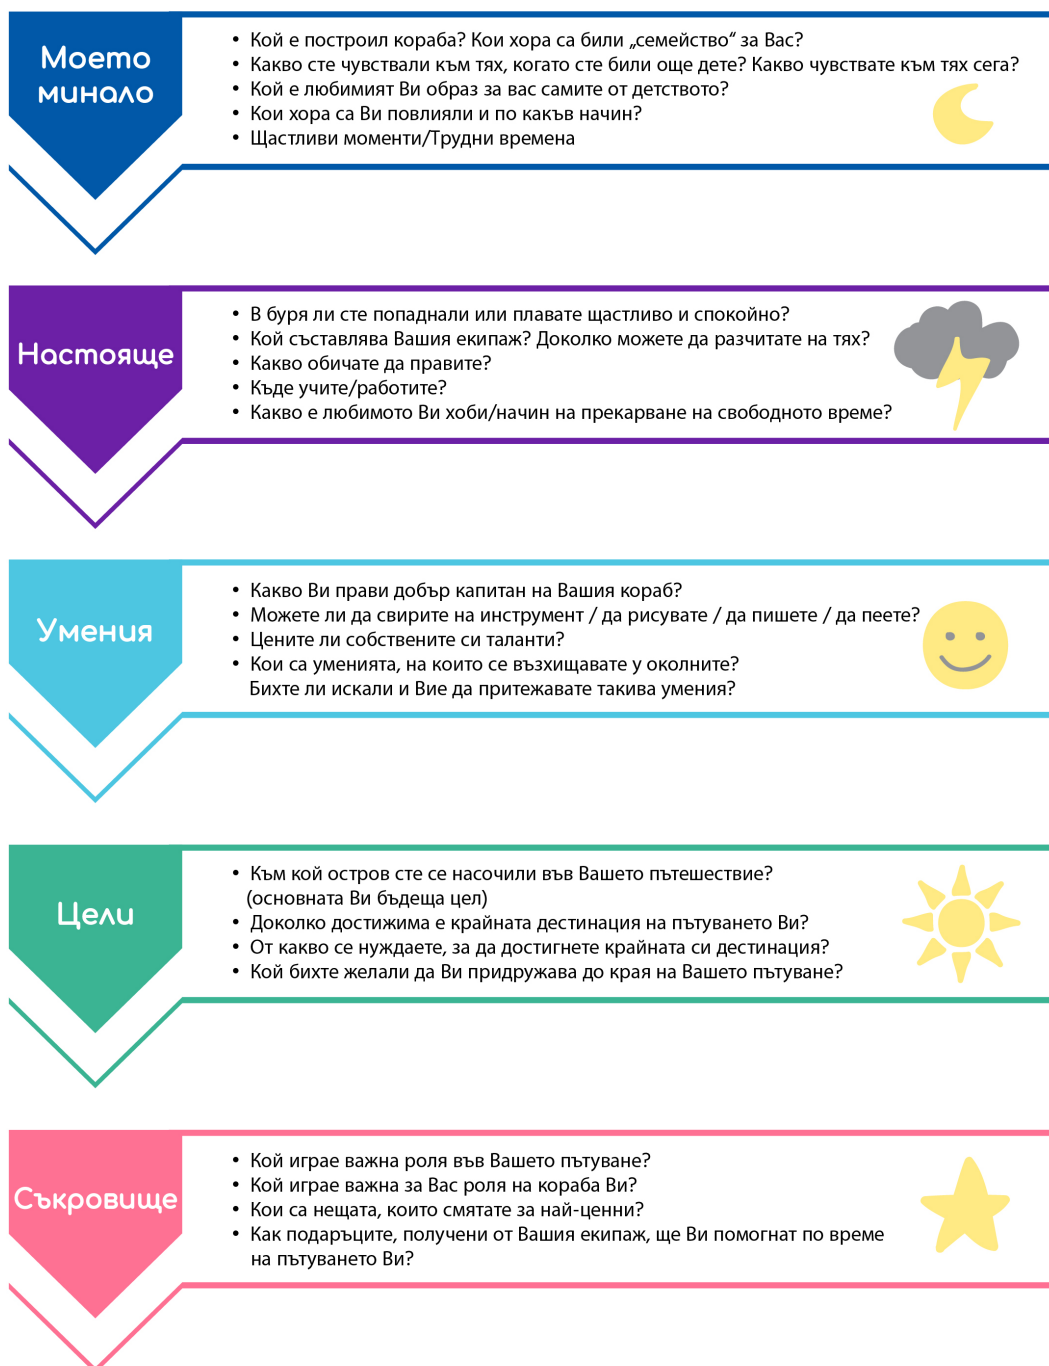 Моето
минало
• Кой е построил кораба? Кои хора са били „семейство“ за Вас?
• Какво сте чувствали към тях, когато сте били още дете? Какво чувствате към тях сега?
• Кой е любимият Ви образ за вас самите от детството?
• Кои хора са Ви повлияли и по какъв начин?
• Щастливи моменти/Трудни времена
Настояще
• В буря ли сте попаднали или плавате щастливо и спокойно?
• Кой съставлява Вашия екипаж? Доколко можете да разчитате на тях?
• Какво обичате да правите?
• Къде учите/работите?
• Какво е любимото Ви хоби/начин на прекарване на свободното време?
Умения
• Какво Ви прави добър капитан на Вашия кораб?
• Можете ли да свирите на инструмент / да рисувате / да пишете / да пеете?
• Цените ли собствените си таланти?
• Кои са уменията, на които се възхищавате у околните?
Бихте ли искали и Вие да притежавате такива умения?
Цели
• Към кой остров сте се насочили във Вашето пътешествие?
(основната Ви бъдеща цел)
• Доколко достижима е крайната дестинация на пътуването Ви?
• От какво се нуждаете, за да достигнете крайната си дестинация?
• Кой бихте желали да Ви придружава до края на Вашето пътуване?
Съкровище
• Кой играе важна роля във Вашето пътуване?
• Кой играе важна за Вас роля на кораба Ви?
• Кои са нещата, които смятате за най-ценни?
• Как подаръците, получени от Вашия екипаж, ще Ви помогнат по време
на пътуването Ви?